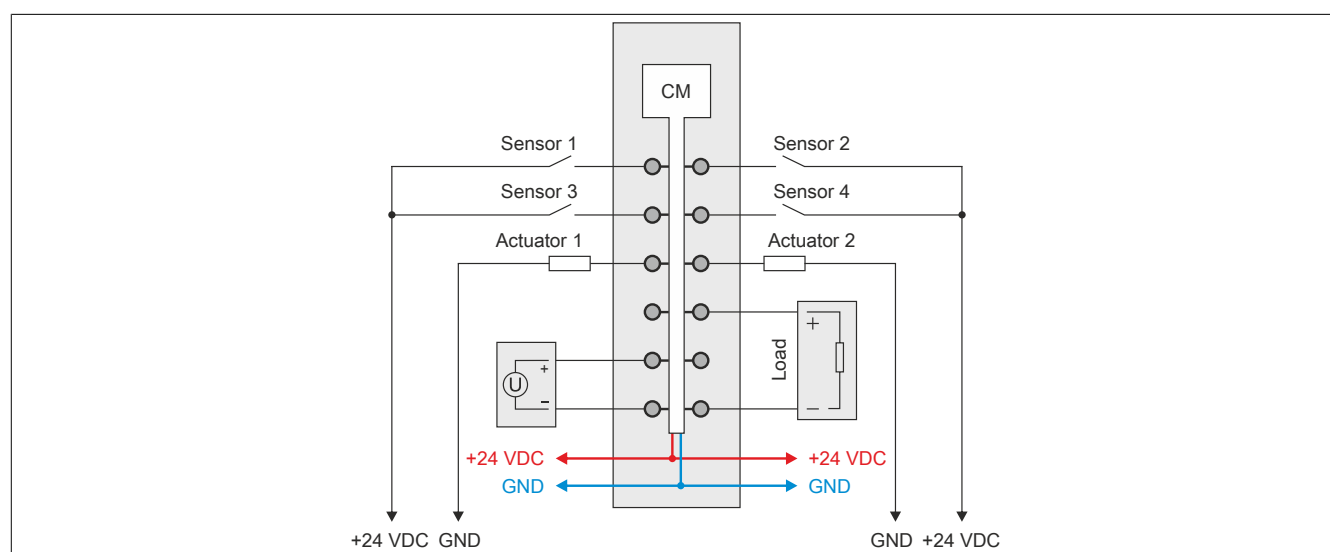 CM
Sensor 1
Sensor 2
Sensor 3
Sensor 4
Actuator 1
Actuator 2
+
Load
U
+
−
−
+24 VDC
+24 VDC
GND
GND
+24 VDC GND
GND +24 VDC